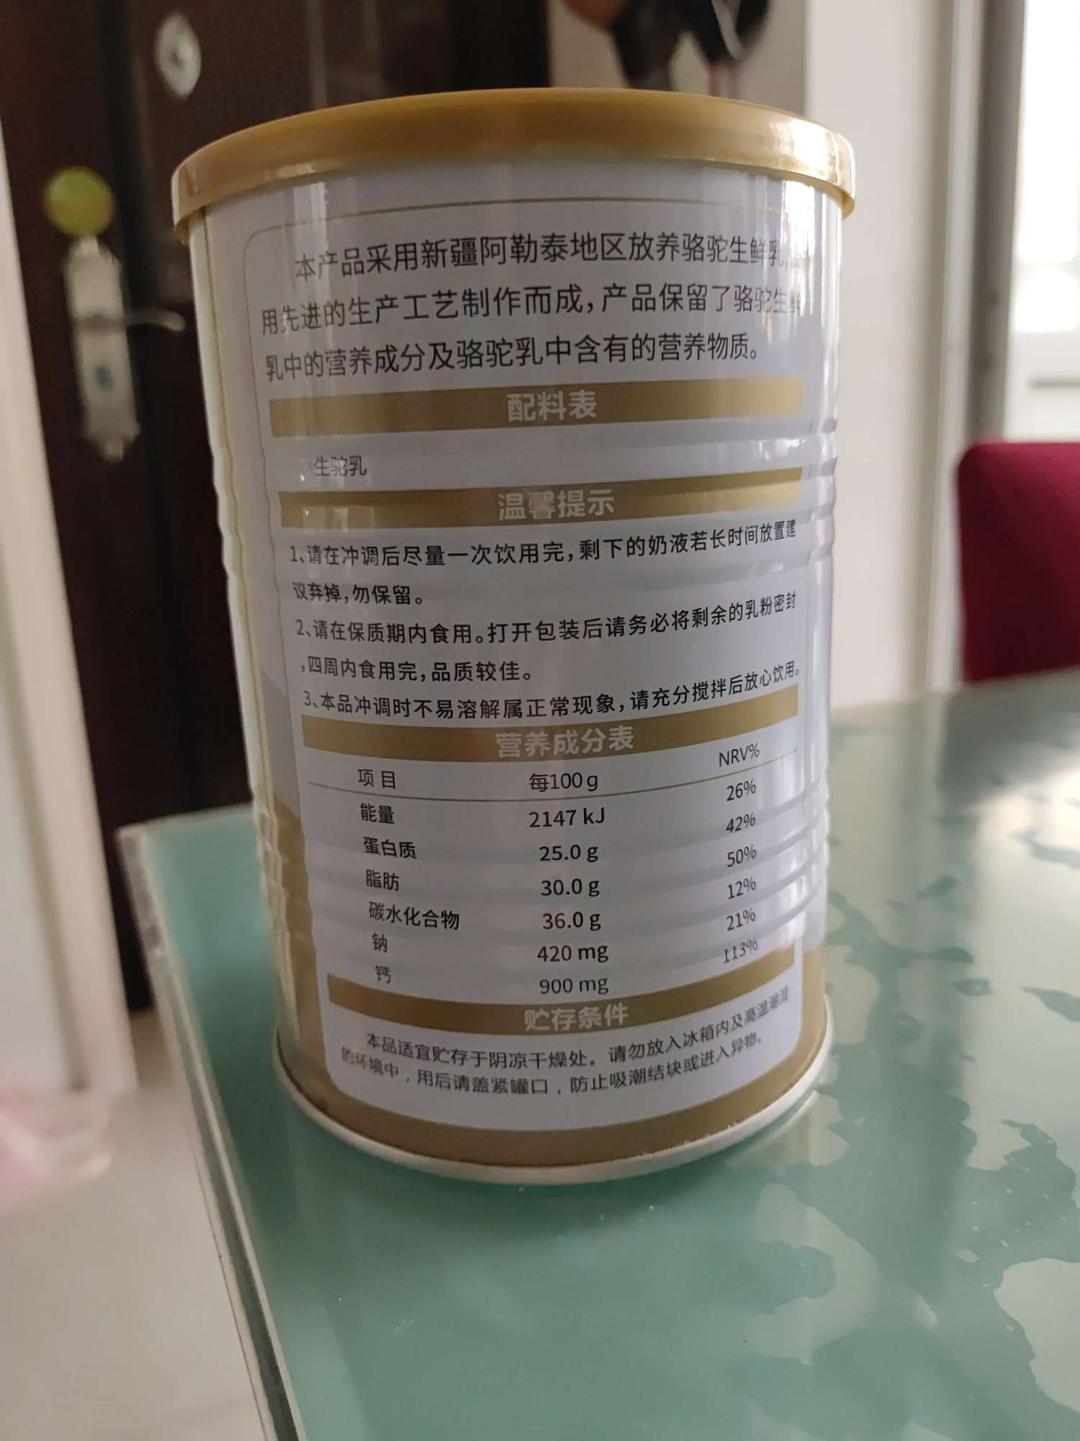 本产品采用新疆阿勒泰地区放养骆驼生鲜乳,
用先进的生产工艺制作而成,产品保留了骆驼生鲜
乳中的营养成分及骆驼乳中含有的营养物质。
配料表
生驼乳
温馨提示
1、请在冲调后尽量一次饮用完,剩下的奶液若长时间放置建
议弃掉,勿保留。
2、请在保质期内食用。打开包装后请务必将剩余的乳粉密封
,四周内食用完,品质较佳。
3、本品冲调时不易溶解属正常现象,请充分搅拌后放心饮用。
营养成分表
项目 每100g NRV%
能量 2147 kJ 26%
蛋白质 25.0 g 42%
脂肪 30.0 g 50%
碳水化合物 36.0 g 12%
钠 420 mg 21%
钙 900 mg 113%
贮存条件
本品适宜贮存于阴凉干燥处。请勿放入冰箱内及高温潮湿
的环境中，用后请盖紧罐口，防止吸潮结块或进入异物。